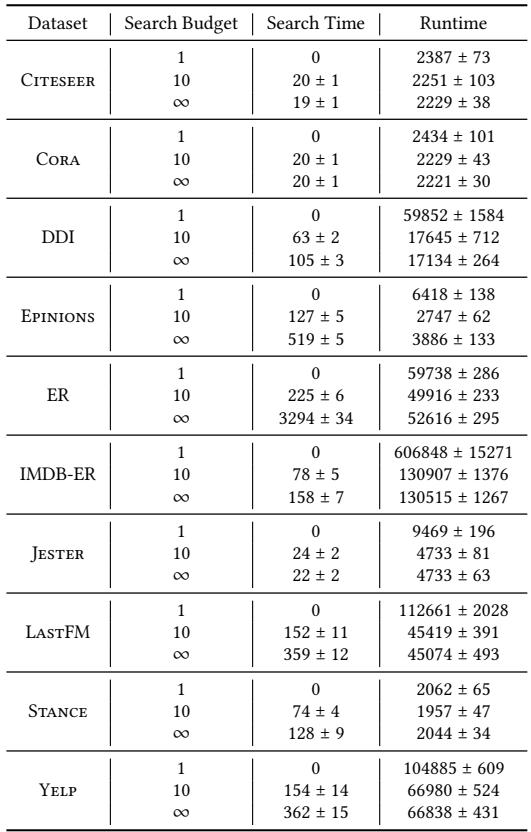 Dataset Search Budget Search Time Runtime
1 0 2387 ± 73
CITESEER 10 20 ± 1 2251 ± 103
∞ 19 ± 1 2229 ± 38
1 0 2434 ± 101
CORA 10 20 ± 1 2229 ± 43
∞ 20 ± 1 2221 ± 30
1 0 59852 ± 1584
DDI 10 63 ± 2 17645 ± 712
∞ 105 ± 3 17134 ± 264
1 0 6418 ± 138
EPINIONS 10 127 ± 5 2747 ± 62
∞ 519 ± 5 3886 ± 133
1 0 59738 ± 286
ER 10 225 ± 6 49916 ± 233
∞ 3294 ± 34 52616 ± 295
1 0 606848 ± 15271
IMDB-ER 10 78 ± 5 130907 ± 1376
∞ 158 ± 7 130515 ± 1267
1 0 9469 ± 196
JESTER 10 24 ± 2 4733 ± 81
∞ 22 ± 2 4733 ± 63
1 0 112661 ± 2028
LASTFM 10 152 ± 11 45419 ± 391
∞ 359 ± 12 45074 ± 493
1 0 2062 ± 65
STANCE 10 74 ± 4 1957 ± 47
∞ 128 ± 9 2044 ± 34
1 0 104885 ± 609
YELP 10 154 ± 14 66980 ± 524
∞ 362 ± 15 66838 ± 431